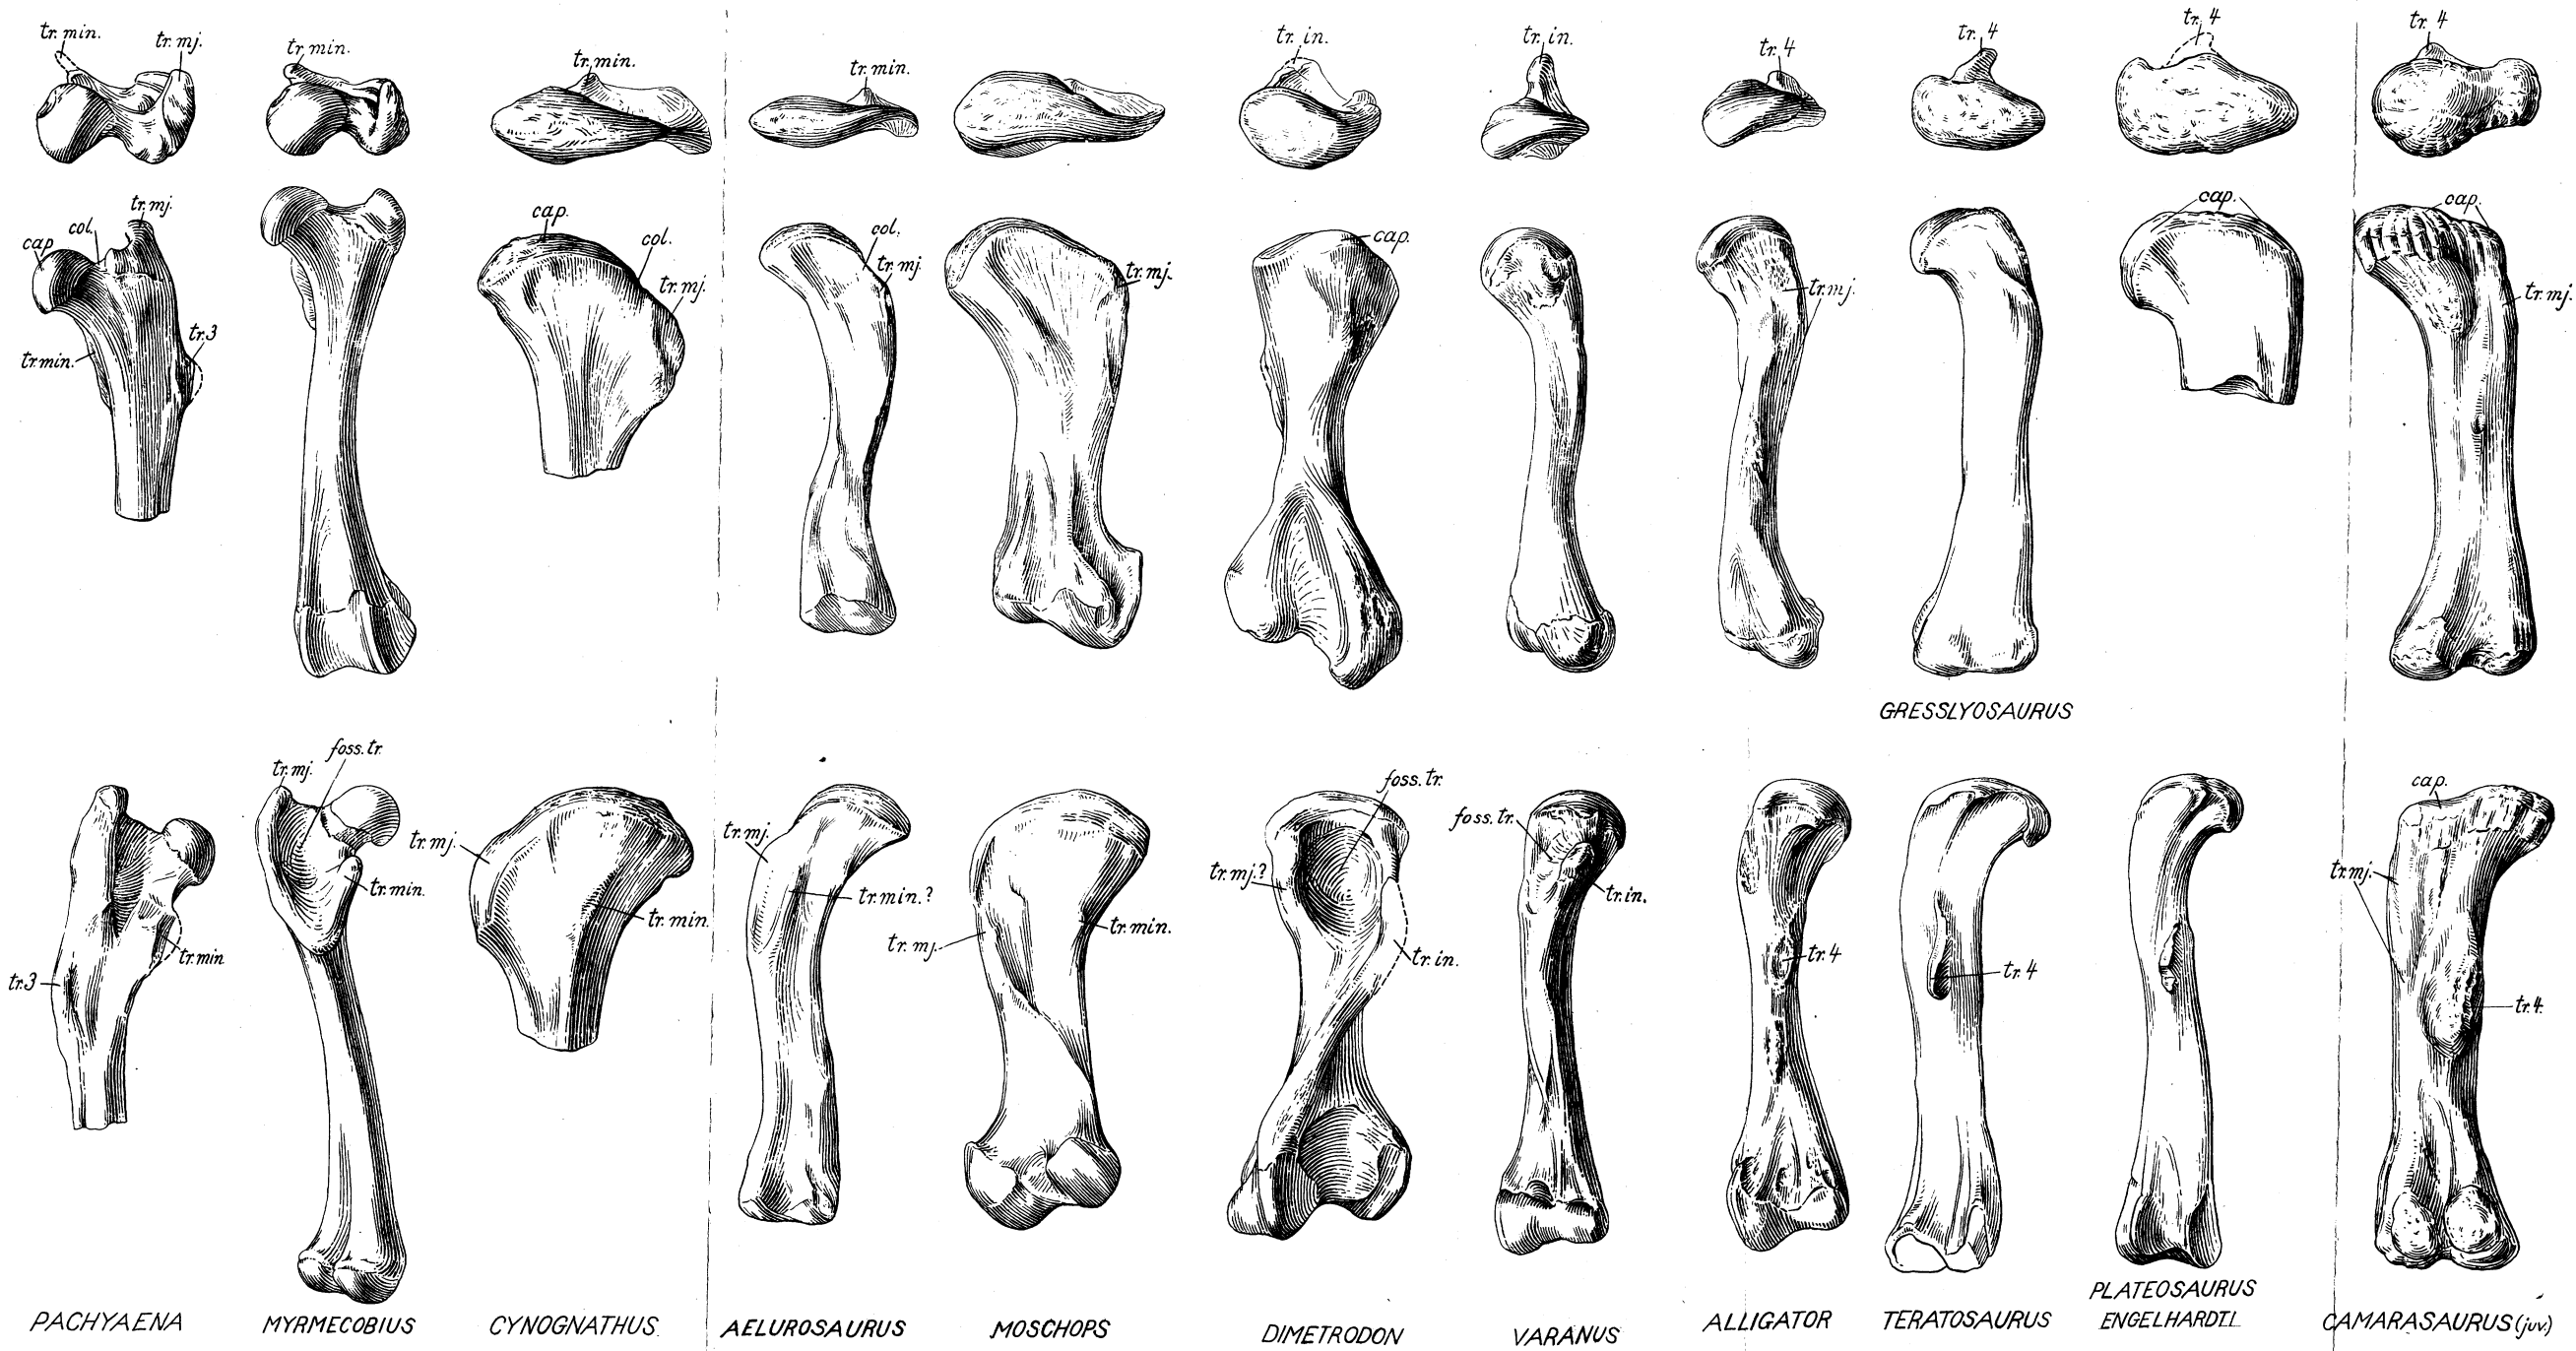 tr. min.
tr. mj.
tr. min.
tr. min.
tr. min.
tr. in.
tr. in.
tr. 4
tr. 4
tr. 4
tr. 4
cap.
col.
tr. mj.
tr. min.
tr. 3
cap.
col.
tr. mj.
col.
tr. mj.
tr. mj.
cap.
tr. mj.
cap.
cap.
tr. mj.
GRESSLYOSAURUS
tr. 3
tr. min
tr. mj.
foss. tr.
tr. min.
tr. mj.
tr. min.
tr. mj.
tr. min. ?
tr. mj.
tr. min.
foss. tr.
tr. mj. ?
tr. in.
foss. tr.
tr. in.
tr. 4
tr. 4
cap.
tr. mj.
tr. 4.
PACHYAENA
MYRMECOBIUS
CYNOGNATHUS.
AELUROSAURUS
MOSCHOPS
DIMETRODON
VARANUS
ALLIGATOR
TERATOSAURUS
PLATEOSAURUS
ENGELHARDTI.
CAMARASAURUS (juv.)